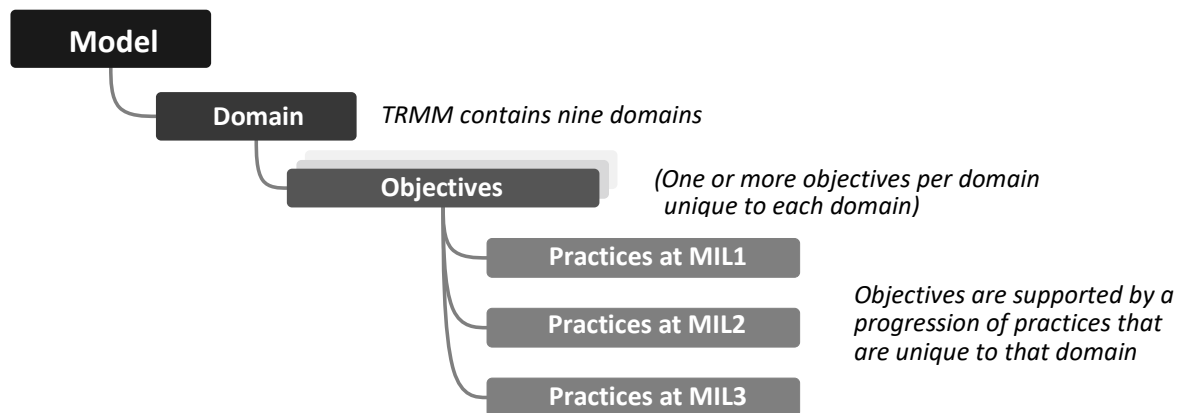 Model
Domain
TRMM contains nine domains
Objectives
(One or more objectives per domain
unique to each domain)
Practices at MIL1
Practices at MIL2
Objectives are supported by a
progression of practices that
are unique to that domain
Practices at MIL3